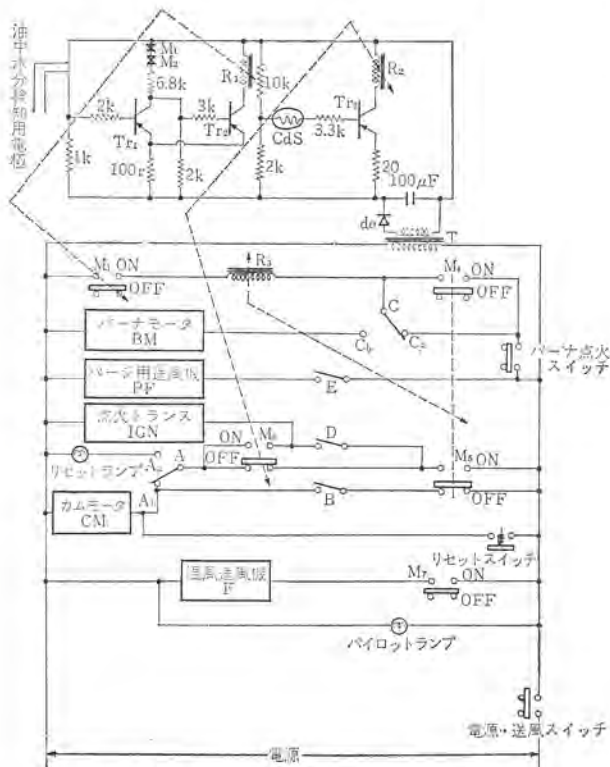 油中水分検知用電極
M₁
M₂
6.8k
R₁
10k
R₂
2k
3k
Tr₁
Tr₂
CdS
3.3k
Tr₃
1k
100r
2k
2k
20
100μF
de
T
M₃ ON
OFF
R₃
M₄ ON
OFF
C
C₁
C₂
バーナモータ
BM
バーナ点火
スイッチ
パージ用送風機
PF
E
点火トランス
IGN
ON
M₆
OFF
D
M₅ ON
OFF
リセットランプ
A₂
A
A₁
B
カムモータ
CM
リセットスイッチ
温風送風機
F
M₇ ON
OFF
パイロットランプ
電源・送風スイッチ
電源